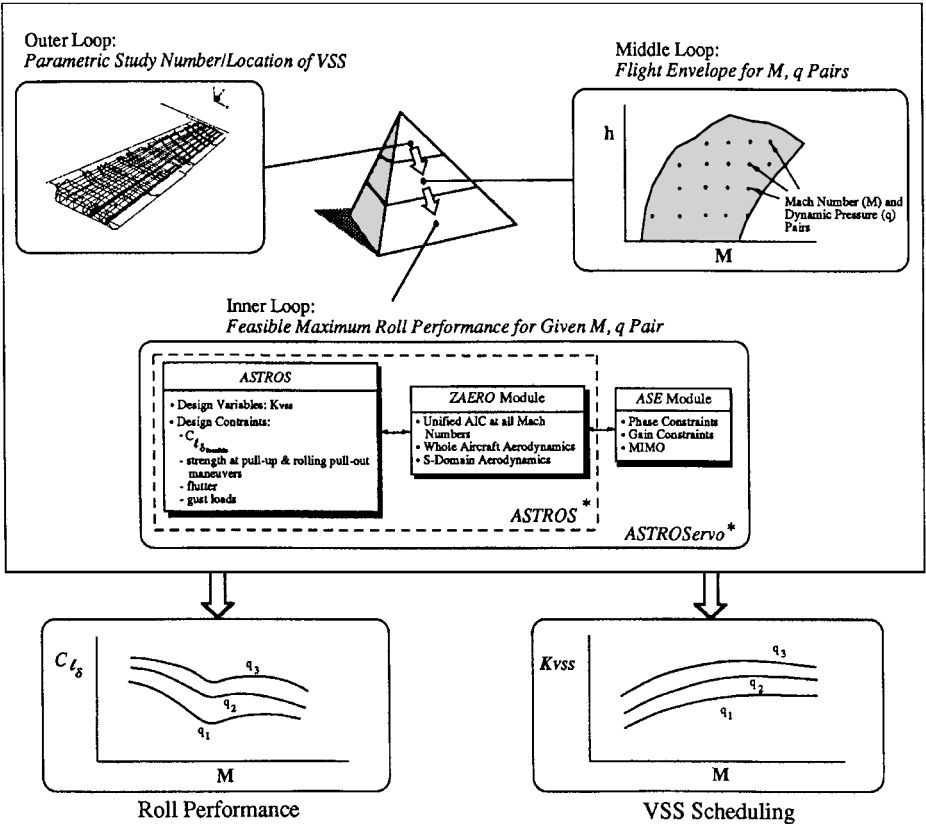 Outer Loop:
Parametric Study Number/Location of VSS
Middle Loop:
Flight Envelope for M, q Pairs
h
Mach Number (M) and
Dynamic Pressure (q)
Pairs
M
Inner Loop:
Feasible Maximum Roll Performance for Given M, q Pair
ASTROS
• Design Variables: Kvss
• Design Contraints:
- C_ℓδ feasible
- strength at pull-up & rolling pull-out
maneuvers
- flutter
- gust loads
ZAERO Module
• Unified AIC at all Mach
Numbers
• Whole Aircraft Aerodynamics
• S-Domain Aerodynamics
ASE Module
• Phase Constraints
• Gain Constraints
• MIMO
ASTROS*
ASTROServo*
C_ℓδ
q3
q2
q1
M
Roll Performance
Kvss
q3
q2
q1
M
VSS Scheduling